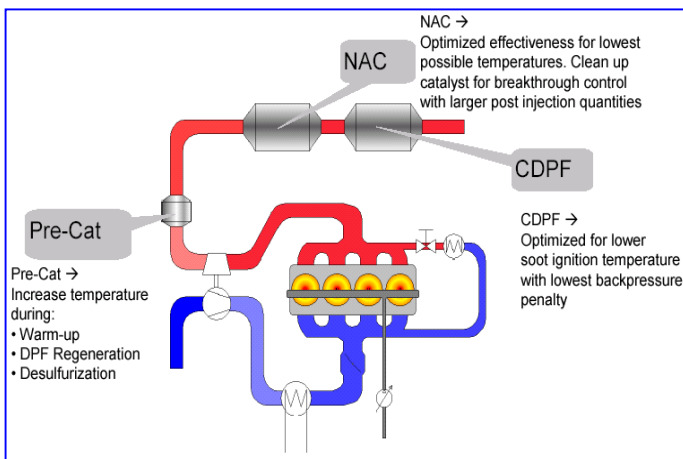 NAC →
Optimized effectiveness for lowest
possible temperatures. Clean up
catalyst for breakthrough control
with larger post injection quantities
NAC
CDPF
Pre-Cat
CDPF →
Optimized for lower
soot ignition temperature
with lowest backpressure
penalty
Pre-Cat →
Increase temperature
during:
• Warm-up
• DPF Regeneration
• Desulfurization